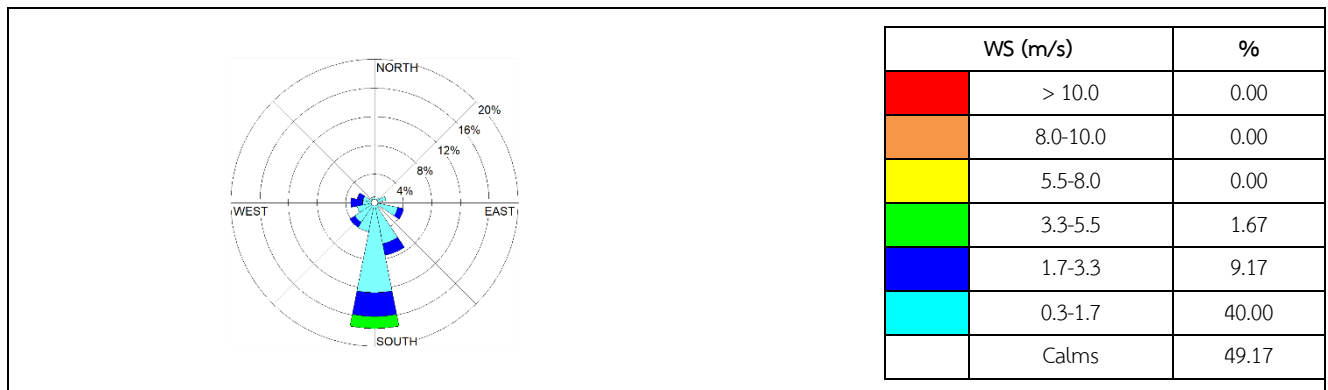 NORTH
20%
16%
12%
8%
4%
WEST
EAST
SOUTH
WS (m/s) %
> 10.0 0.00
8.0-10.0 0.00
5.5-8.0 0.00
3.3-5.5 1.67
1.7-3.3 9.17
0.3-1.7 40.00
Calms 49.17